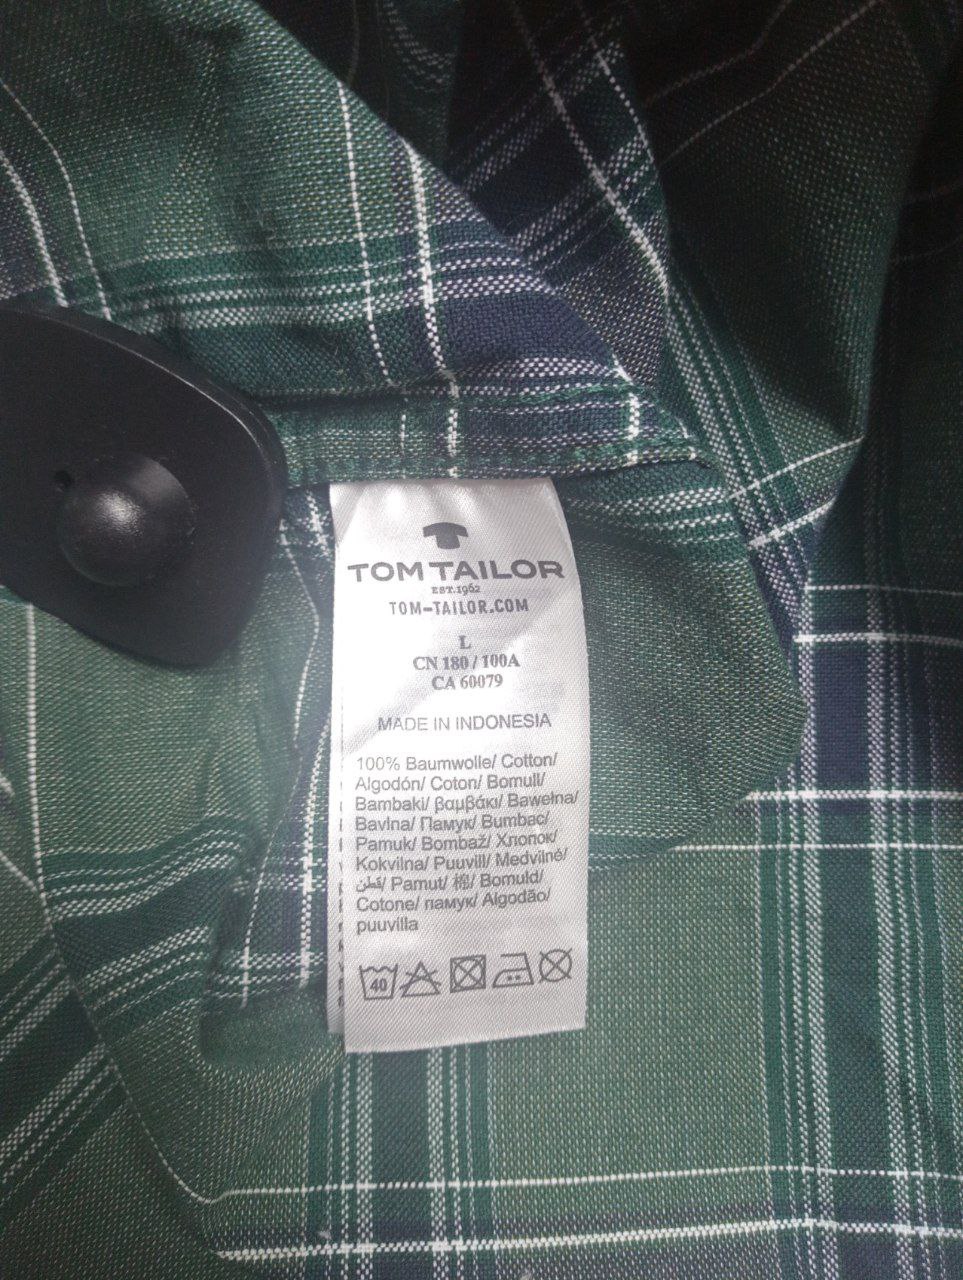 TOM TAILOR
EST.1962
TOM-TAILOR.COM
L
CN 180 / 100A
CA 60079
MADE IN INDONESIA
100% Baumwolle/ Cotton/
Algodón/ Coton/ Bomull/
Bambaki/ βαμβάκι/ Bawełna/
Bavlna/ Памук/ Bumbac/
Pamuk/ Bombaž/ Хлопок/
Kokvilna/ Puuvill/ Medvilné/
قطن/ Pamut/ 棉/ Bomuld/
Cotone/ памук/ Algodão/
puuvilla
40